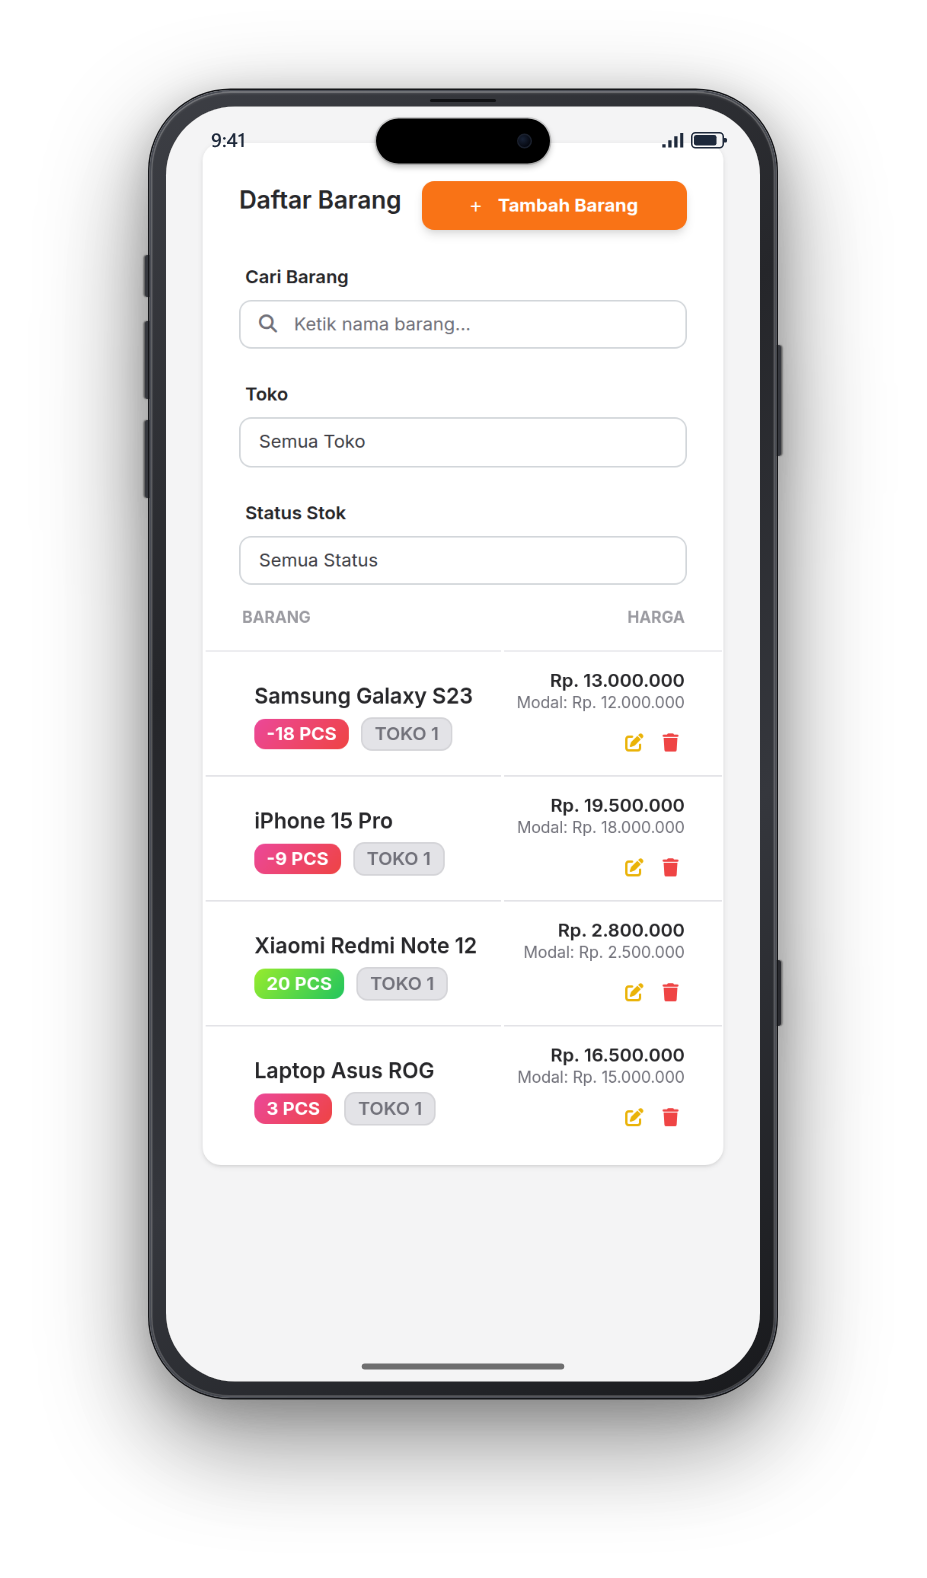 9:41
Daftar Barang
+ Tambah Barang
Cari Barang
Ketik nama barang...
Toko
Semua Toko
Status Stok
Semua Status
BARANG HARGA
Samsung Galaxy S23
-18 PCS TOKO 1
Rp. 13.000.000
Modal: Rp. 12.000.000
iPhone 15 Pro
-9 PCS TOKO 1
Rp. 19.500.000
Modal: Rp. 18.000.000
Xiaomi Redmi Note 12
20 PCS TOKO 1
Rp. 2.800.000
Modal: Rp. 2.500.000
Laptop Asus ROG
3 PCS TOKO 1
Rp. 16.500.000
Modal: Rp. 15.000.000